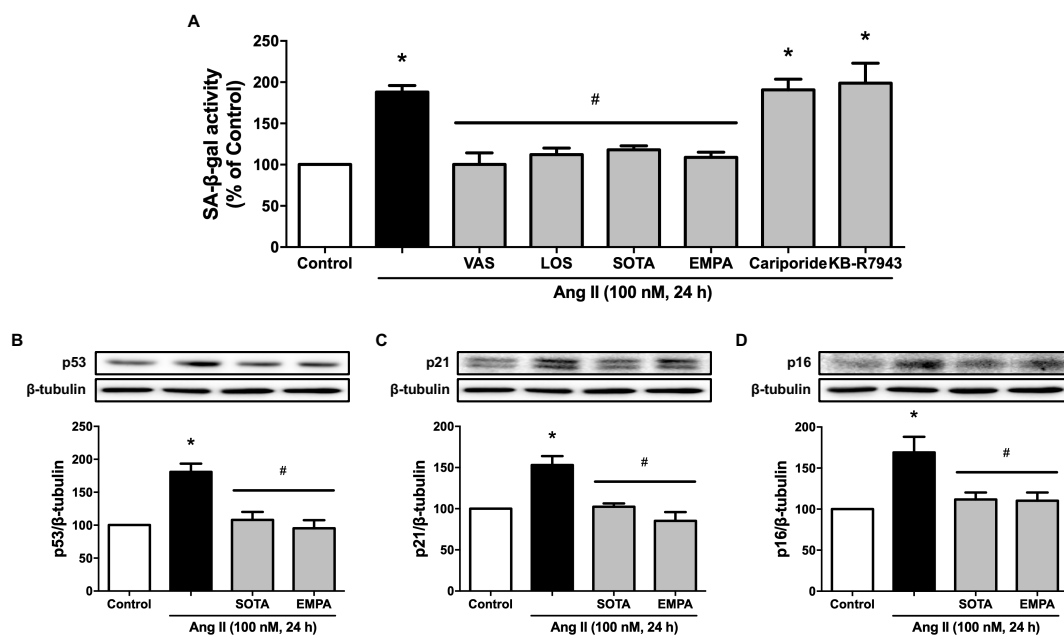 A
SA-β-gal activity
(% of Control)
250
200
150
100
50
0
*
#
*
*
Control
VAS
LOS
SOTA
EMPA
Cariporide
KB-R7943
Ang II (100 nM, 24 h)
B
p53
β-tubulin
p53/β-tubulin
250
200
150
100
50
0
*
#
Control
SOTA
EMPA
Ang II (100 nM, 24 h)
C
p21
β-tubulin
p21/β-tubulin
200
150
100
50
0
*
#
Control
SOTA
EMPA
Ang II (100 nM, 24 h)
D
p16
β-tubulin
p16/β-tubulin
200
150
100
50
0
*
#
Control
SOTA
EMPA
Ang II (100 nM, 24 h)